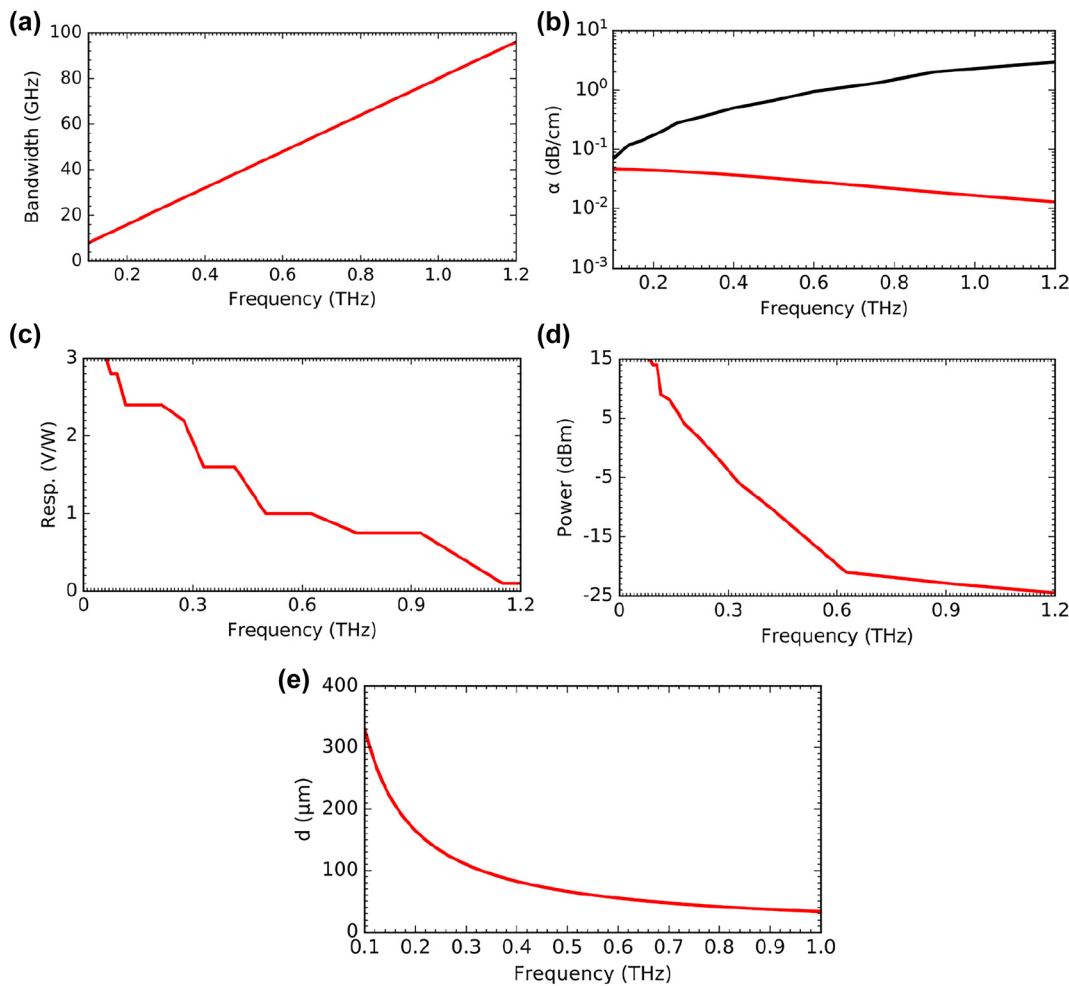 (a)
100
80
60
40
20
0
Bandwidth (GHz)
0.2 0.4 0.6 0.8 1.0 1.2
Frequency (THz)
(b)
10^1
10^0
10^-1
10^-2
10^-3
α (dB/cm)
0.2 0.4 0.6 0.8 1.0 1.2
Frequency (THz)
(c)
3
2
1
0
Resp. (V/W)
0 0.3 0.6 0.9 1.2
Frequency (THz)
(d)
15
5
-5
-15
-25
Power (dBm)
0 0.3 0.6 0.9 1.2
Frequency (THz)
(e)
400
300
200
100
0
d (μm)
0.1 0.2 0.3 0.4 0.5 0.6 0.7 0.8 0.9 1.0
Frequency (THz)